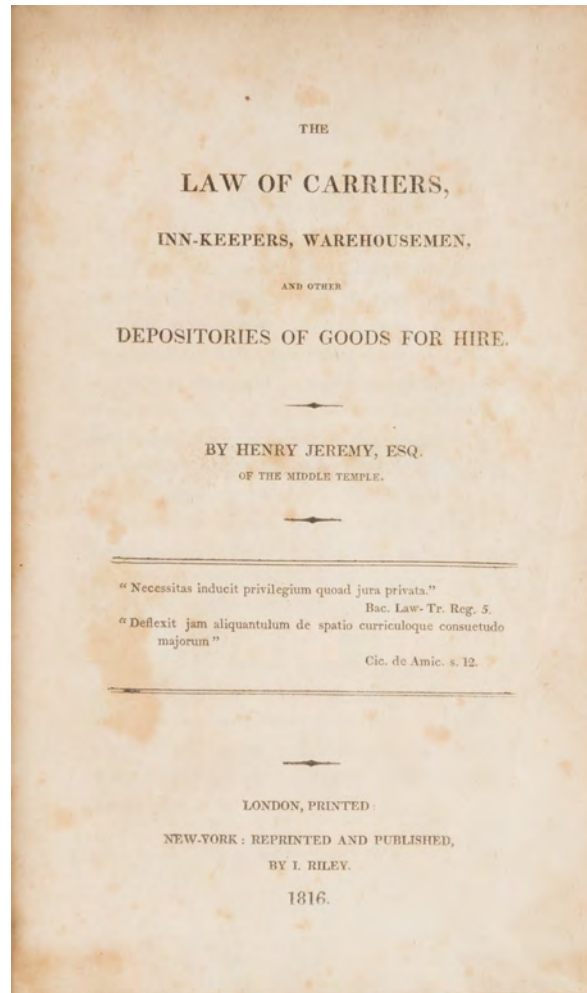 THE
LAW OF CARRIERS,
INN-KEEPERS, WAREHOUSEMEN,
AND OTHER
DEPOSITORIES OF GOODS FOR HIRE.
BY HENRY JEREMY, ESQ.
OF THE MIDDLE TEMPLE.
“Necessitas inducit privilegium quoad jura privata.”
Bac. Law- Tr. Reg. 5.
“Deflexit jam aliquantulum de spatio curriculoque consuetudo
majorum”
Cic. de Amic. s. 12.
LONDON, PRINTED:
NEW-YORK: REPRINTED AND PUBLISHED,
BY I. RILEY.
1816.